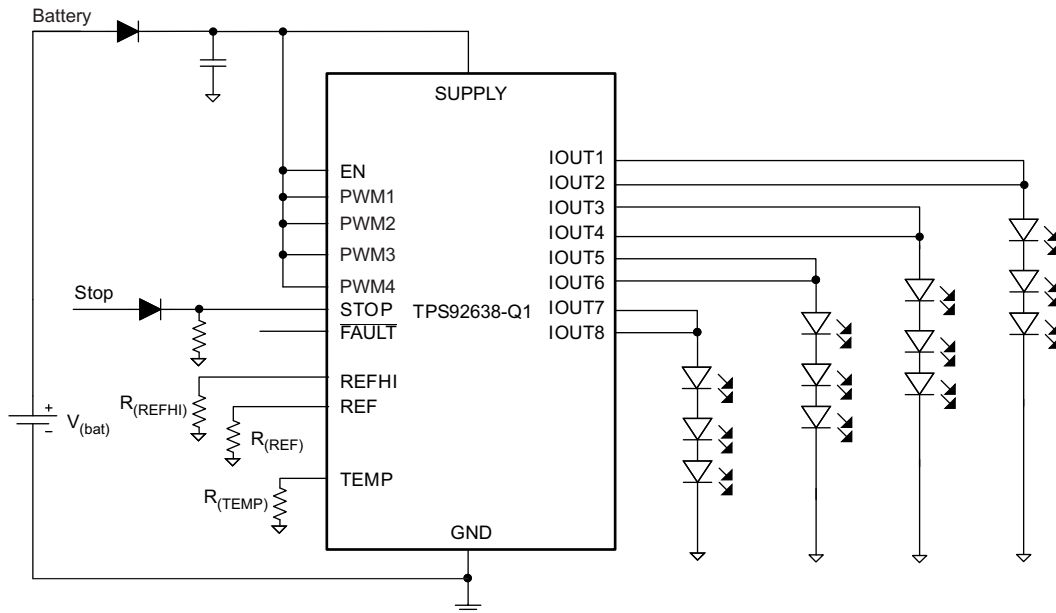 Battery
SUPPLY
EN
PWM1
PWM2
PWM3
PWM4
Stop
STOP
FAULT
REFHI
REF
TEMP
TPS92638-Q1
IOUT1
IOUT2
IOUT3
IOUT4
IOUT5
IOUT6
IOUT7
IOUT8
R(REFHI)
R(REF)
R(TEMP)
+
–
V(bat)
GND